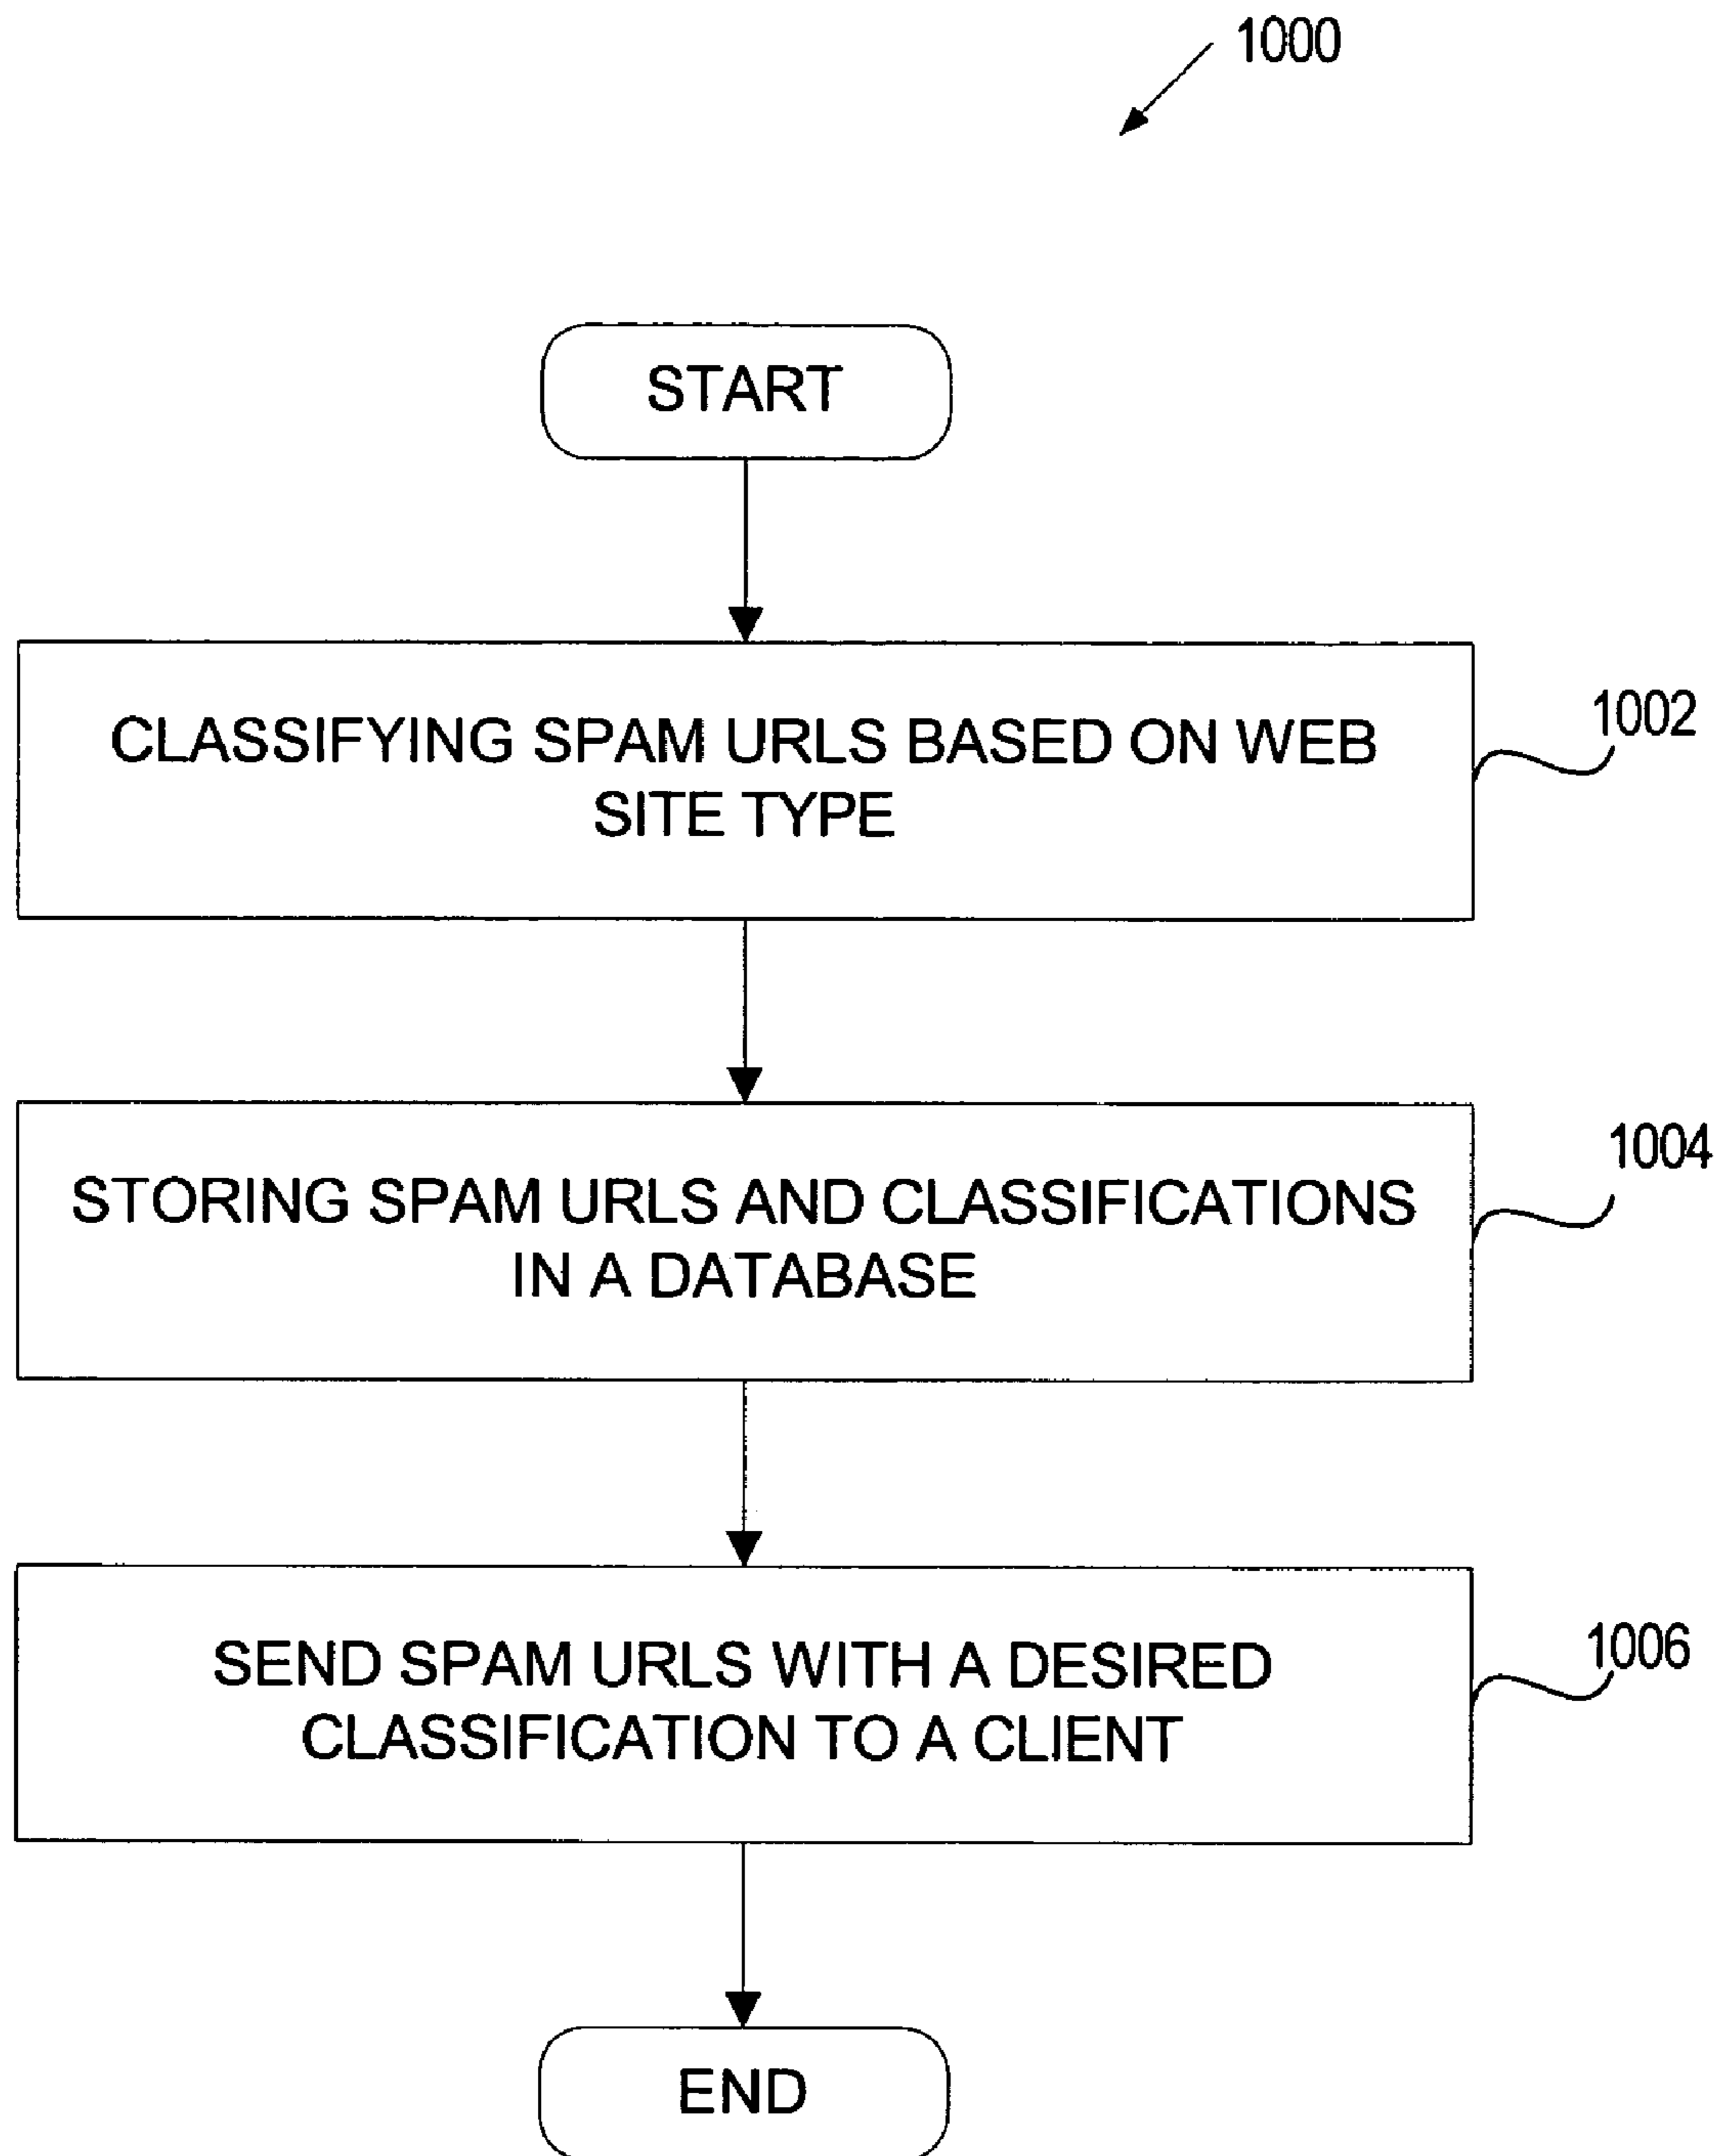 1000
START
CLASSIFYING SPAM URLS BASED ON WEB
SITE TYPE
1002
STORING SPAM URLS AND CLASSIFICATIONS
IN A DATABASE
1004
SEND SPAM URLS WITH A DESIRED
CLASSIFICATION TO A CLIENT
1006
END